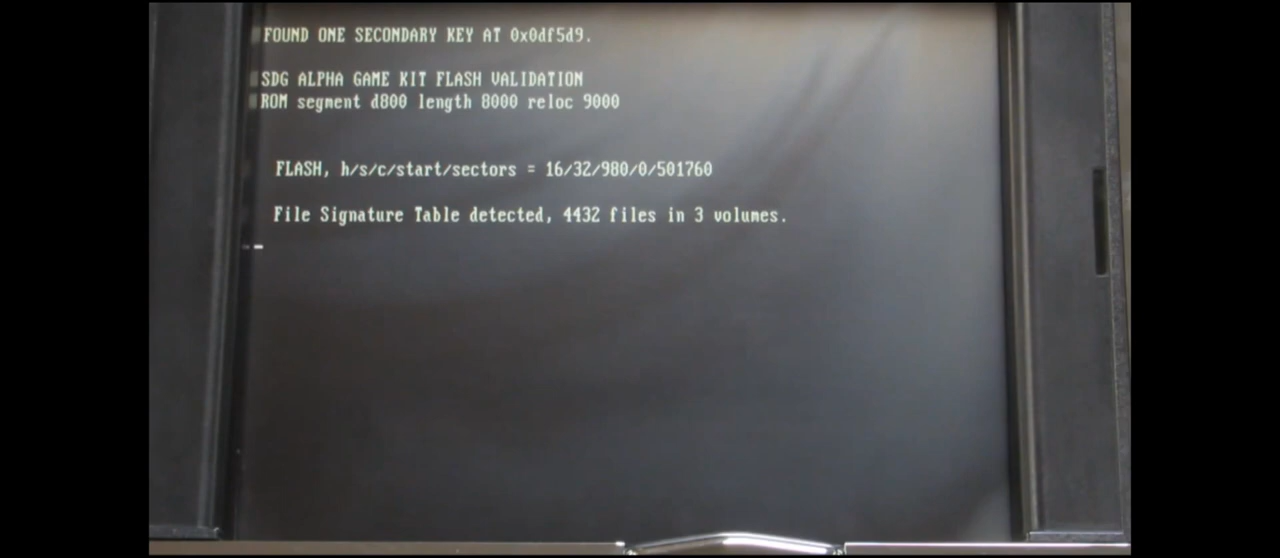 FOUND ONE SECONDARY KEY AT 0x0df5d9.
SDG ALPHA GAME KIT FLASH VALIDATION
ROM segment d800 length 8000 reloc 9000
FLASH, h/s/c/start/sectors = 16/32/980/0/501760
File Signature Table detected, 4432 files in 3 volumes.